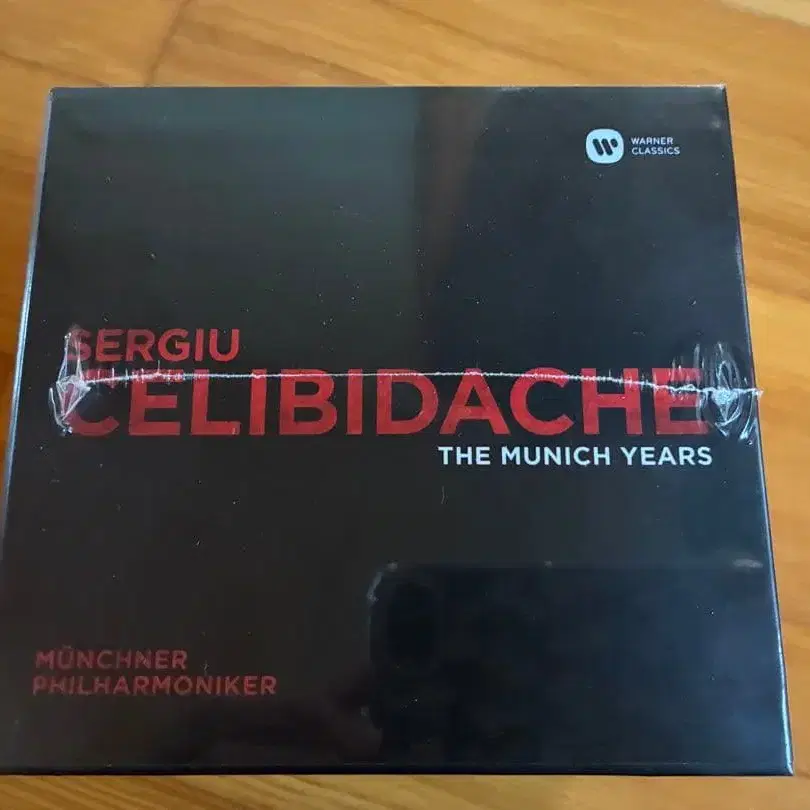 WARNER
CLASSICS
SERGIU
CELIBIDACHE
THE MUNICH YEARS
MÜNCHNER
PHILHARMONIKER